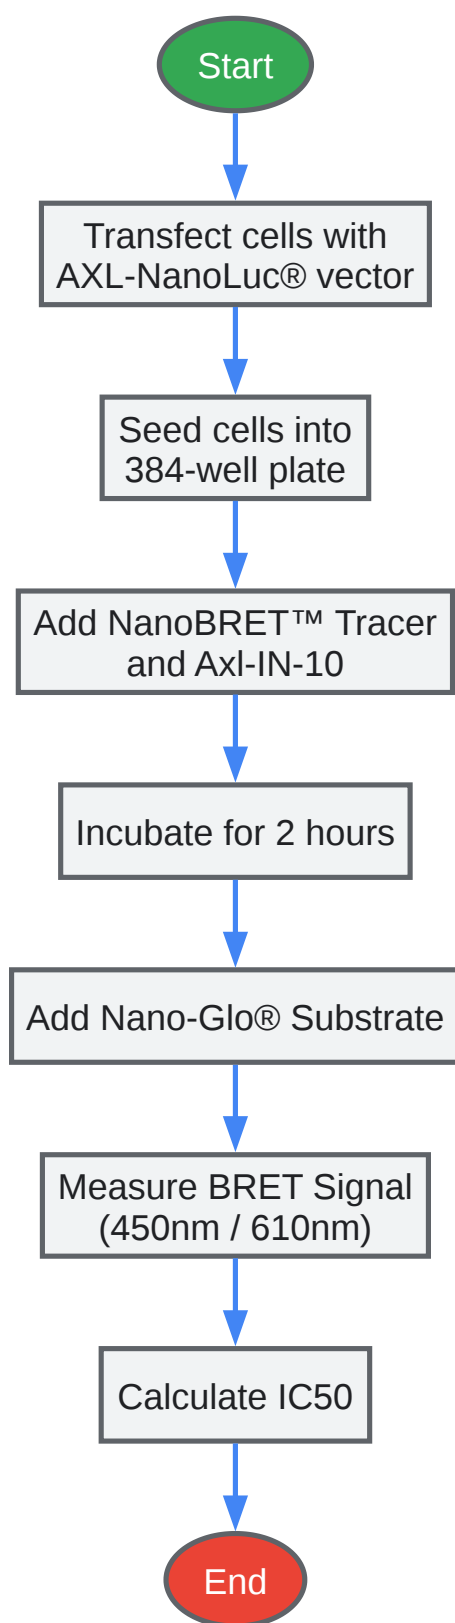 Start
Transfect cells with
AXL-NanoLuc® vector
Seed cells into
384-well plate
Add NanoBRET™ Tracer
and Axl-IN-10
Incubate for 2 hours
Add Nano-Glo® Substrate
Measure BRET Signal
(450nm / 610nm)
Calculate IC50
End